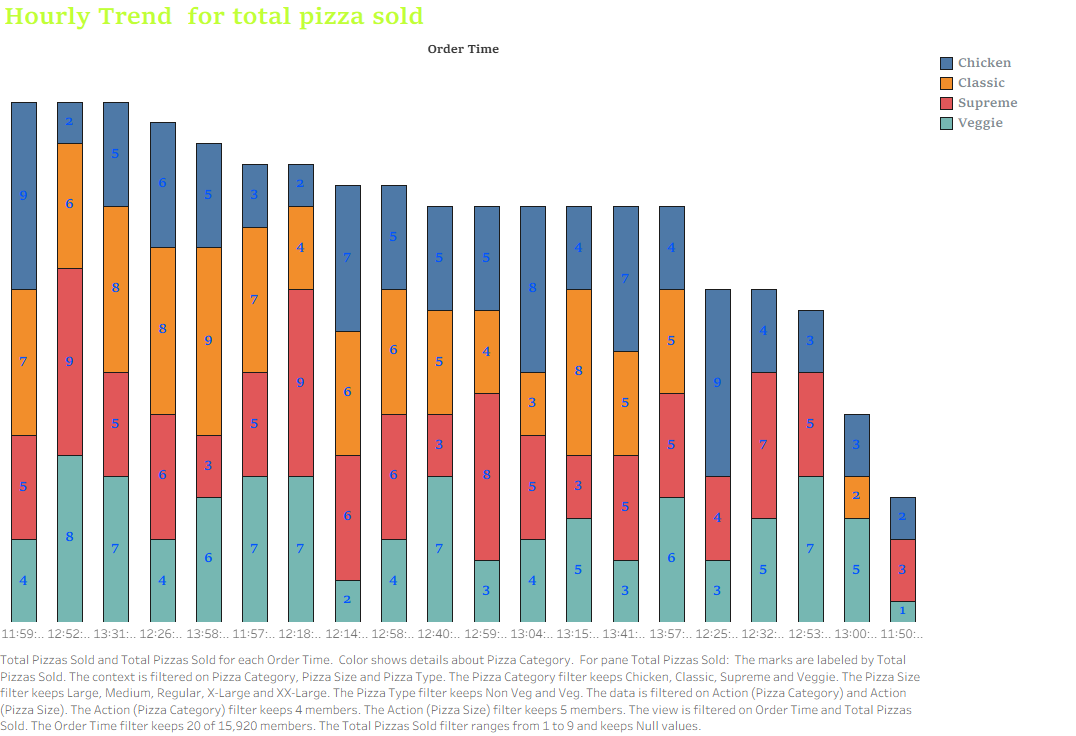 Hourly Trend  for total pizza sold
Order Time
Chicken
Classic
Supreme
Veggie
9 2 5 6 5 3 2 7 5 5 5 8 4 7 4 9 4 3 3 2
7 6 8 8 9 7 4 6 6 5 4 3 8 5 5 2
5 9 5 6 3 5 9 6 6 3 8 5 3 5 5 4 7 5 3
4 8 7 4 6 7 7 2 4 7 3 4 5 3 6 3 5 7 5 1
11:59:.. 12:52:.. 13:31:.. 12:26:.. 13:58:.. 11:57:.. 12:18:.. 12:14:.. 12:58:.. 12:40:.. 12:59:.. 13:04:.. 13:15:.. 13:41:.. 13:57:.. 12:25:.. 12:32:.. 12:53:.. 13:00:.. 11:50:..
Total Pizzas Sold and Total Pizzas Sold for each Order Time.  Color shows details about Pizza Category.  For pane Total Pizzas Sold:  The marks are labeled by Total
Pizzas Sold. The context is filtered on Pizza Category, Pizza Size and Pizza Type. The Pizza Category filter keeps Chicken, Classic, Supreme and Veggie. The Pizza Size
filter keeps Large, Medium, Regular, X-Large and XX-Large. The Pizza Type filter keeps Non Veg and Veg. The data is filtered on Action (Pizza Category) and Action
(Pizza Size). The Action (Pizza Category) filter keeps 4 members. The Action (Pizza Size) filter keeps 5 members. The view is filtered on Order Time and Total Pizzas
Sold. The Order Time filter keeps 20 of 15,920 members. The Total Pizzas Sold filter ranges from 1 to 9 and keeps Null values.